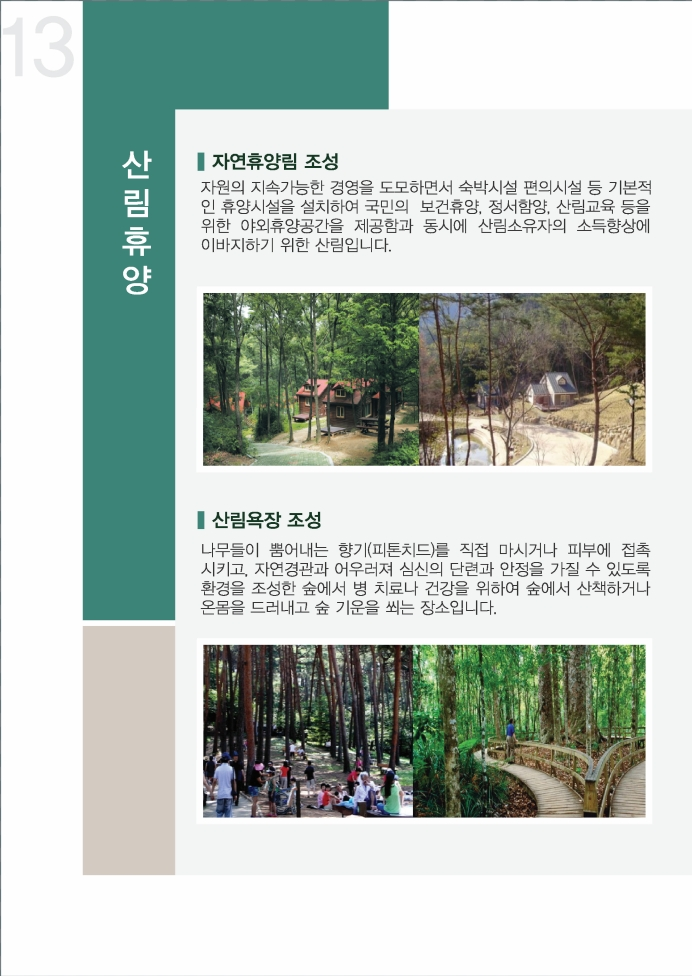 13
산림휴양
자연휴양림 조성
자원의 지속가능한 경영을 도모하면서 숙박시설 편의시설 등 기본적
인 휴양시설을 설치하여 국민의 보건휴양, 정서함양, 산림교육 등을
위한 야외휴양공간을 제공함과 동시에 산림소유자의 소득향상에
이바지하기 위한 산림입니다.
산림욕장 조성
나무들이 뿜어내는 향기(피톤치드)를 직접 마시거나 피부에 접촉
시키고, 자연경관과 어우러져 심신의 단련과 안정을 가질 수 있도록
환경을 조성한 숲에서 병 치료나 건강을 위하여 숲에서 산책하거나
온몸을 드러내고 숲 기운을 쐬는 장소입니다.